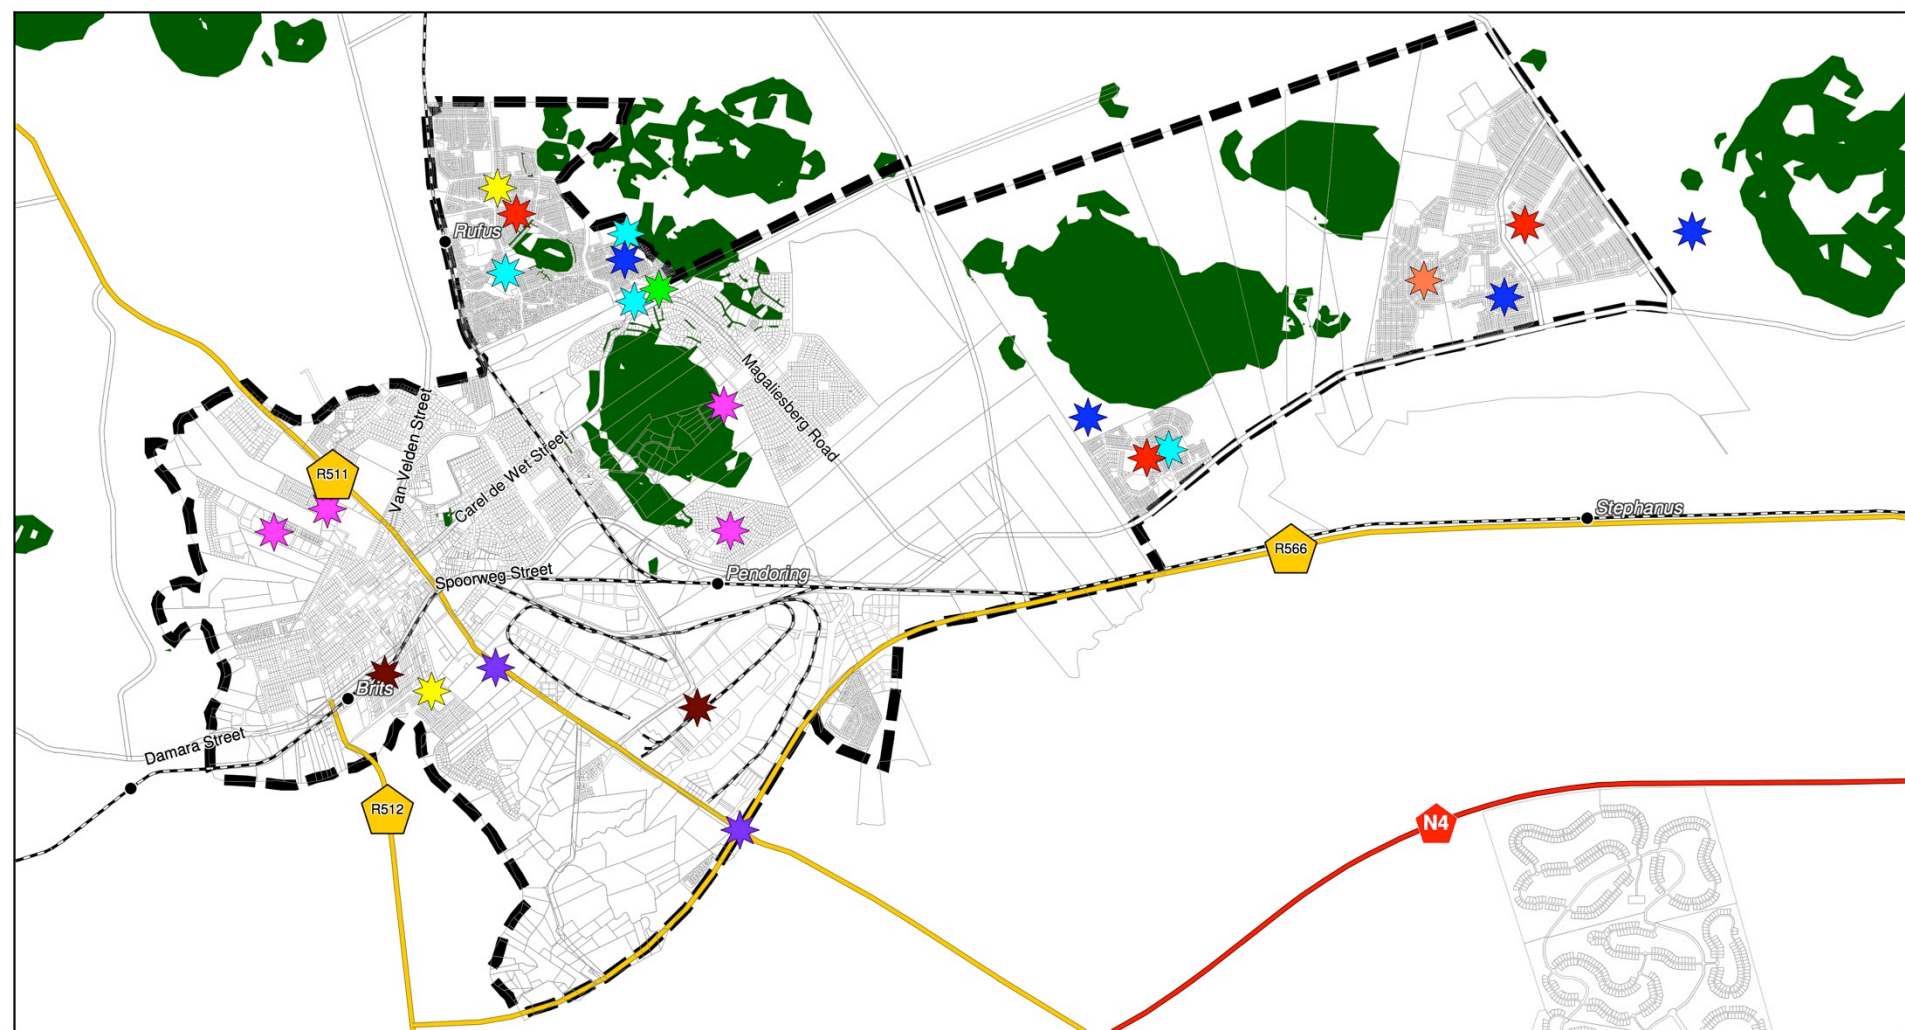 Rufus
Magaliesberg Road
Van Velden Street
R511
Carel de Wet Street
Stephanus
R566
Spoorweg Street
Pendoring
Brits
Damara Street
R512
N4